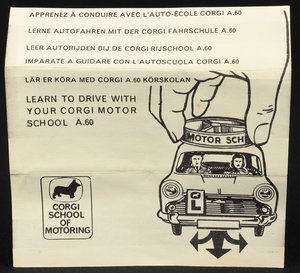 APPRENEZ À CONDUIRE AVEC L'AUTO-ÉCOLE CORGI A.60
LERNE AUTOFAHREN MIT DER CORGI FAHRSCHULE A.60
LEER AUTORIJDEN BIJ DE CORGI RIJSCHOOL A.60
IMPARATE A GUIDARE CON L'AUTOSCUOLA CORGI A.60
LÄR ER KÖRA MED CORGI A.60 KÖRSKOLAN
LEARN TO DRIVE WITH
YOUR CORGI MOTOR
SCHOOL A.60
MOTOR SCH
L
CORGI
SCHOOL
OF
MOTORING